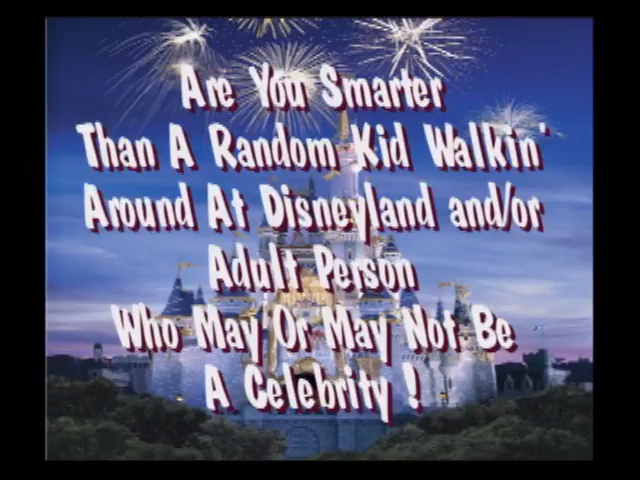 Are You Smarter
Than A Random Kid Walkin'
Around At Disneyland and/or
Adult Person
Who May Or May Not Be
A Celebrity !